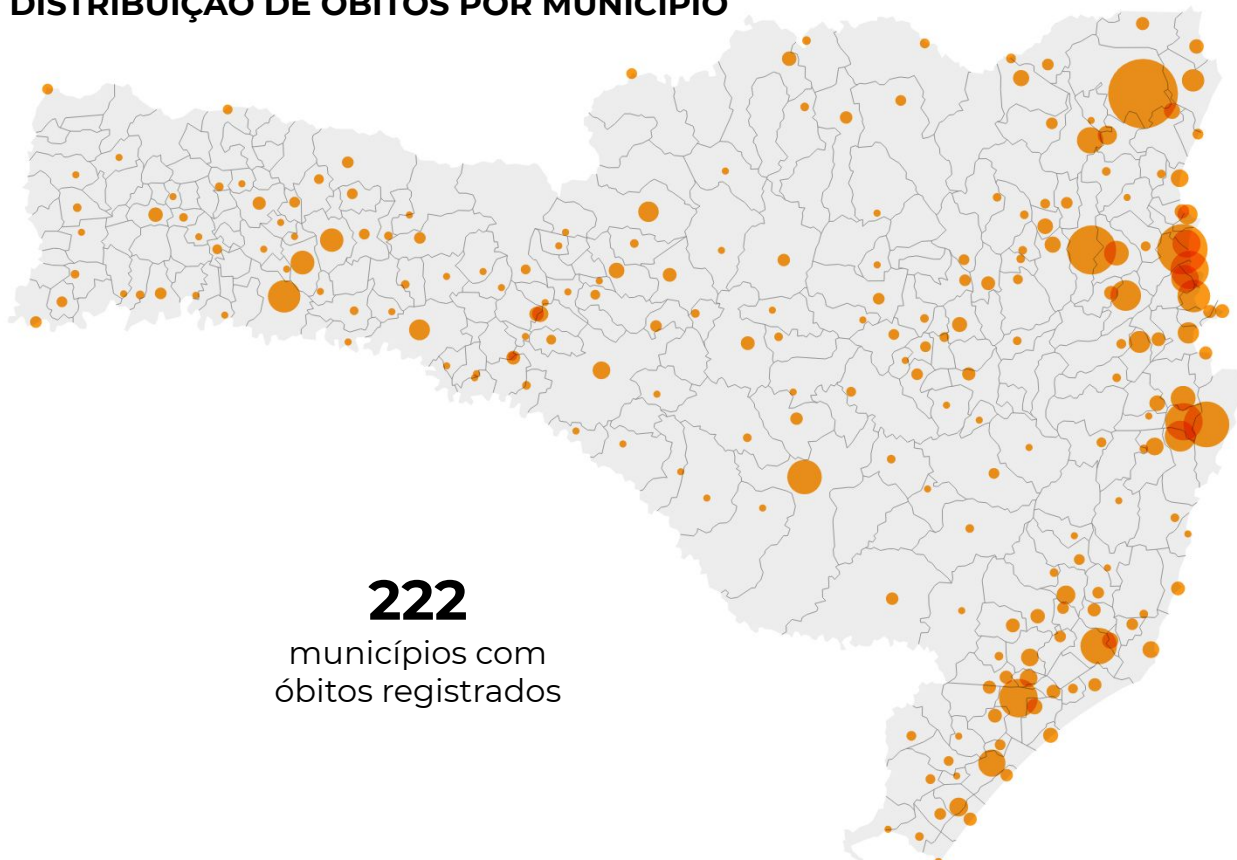 DISTRIBUIÇÃO DE ÓBITOS POR MUNICÍPIO
222
municípios com
óbitos registrados